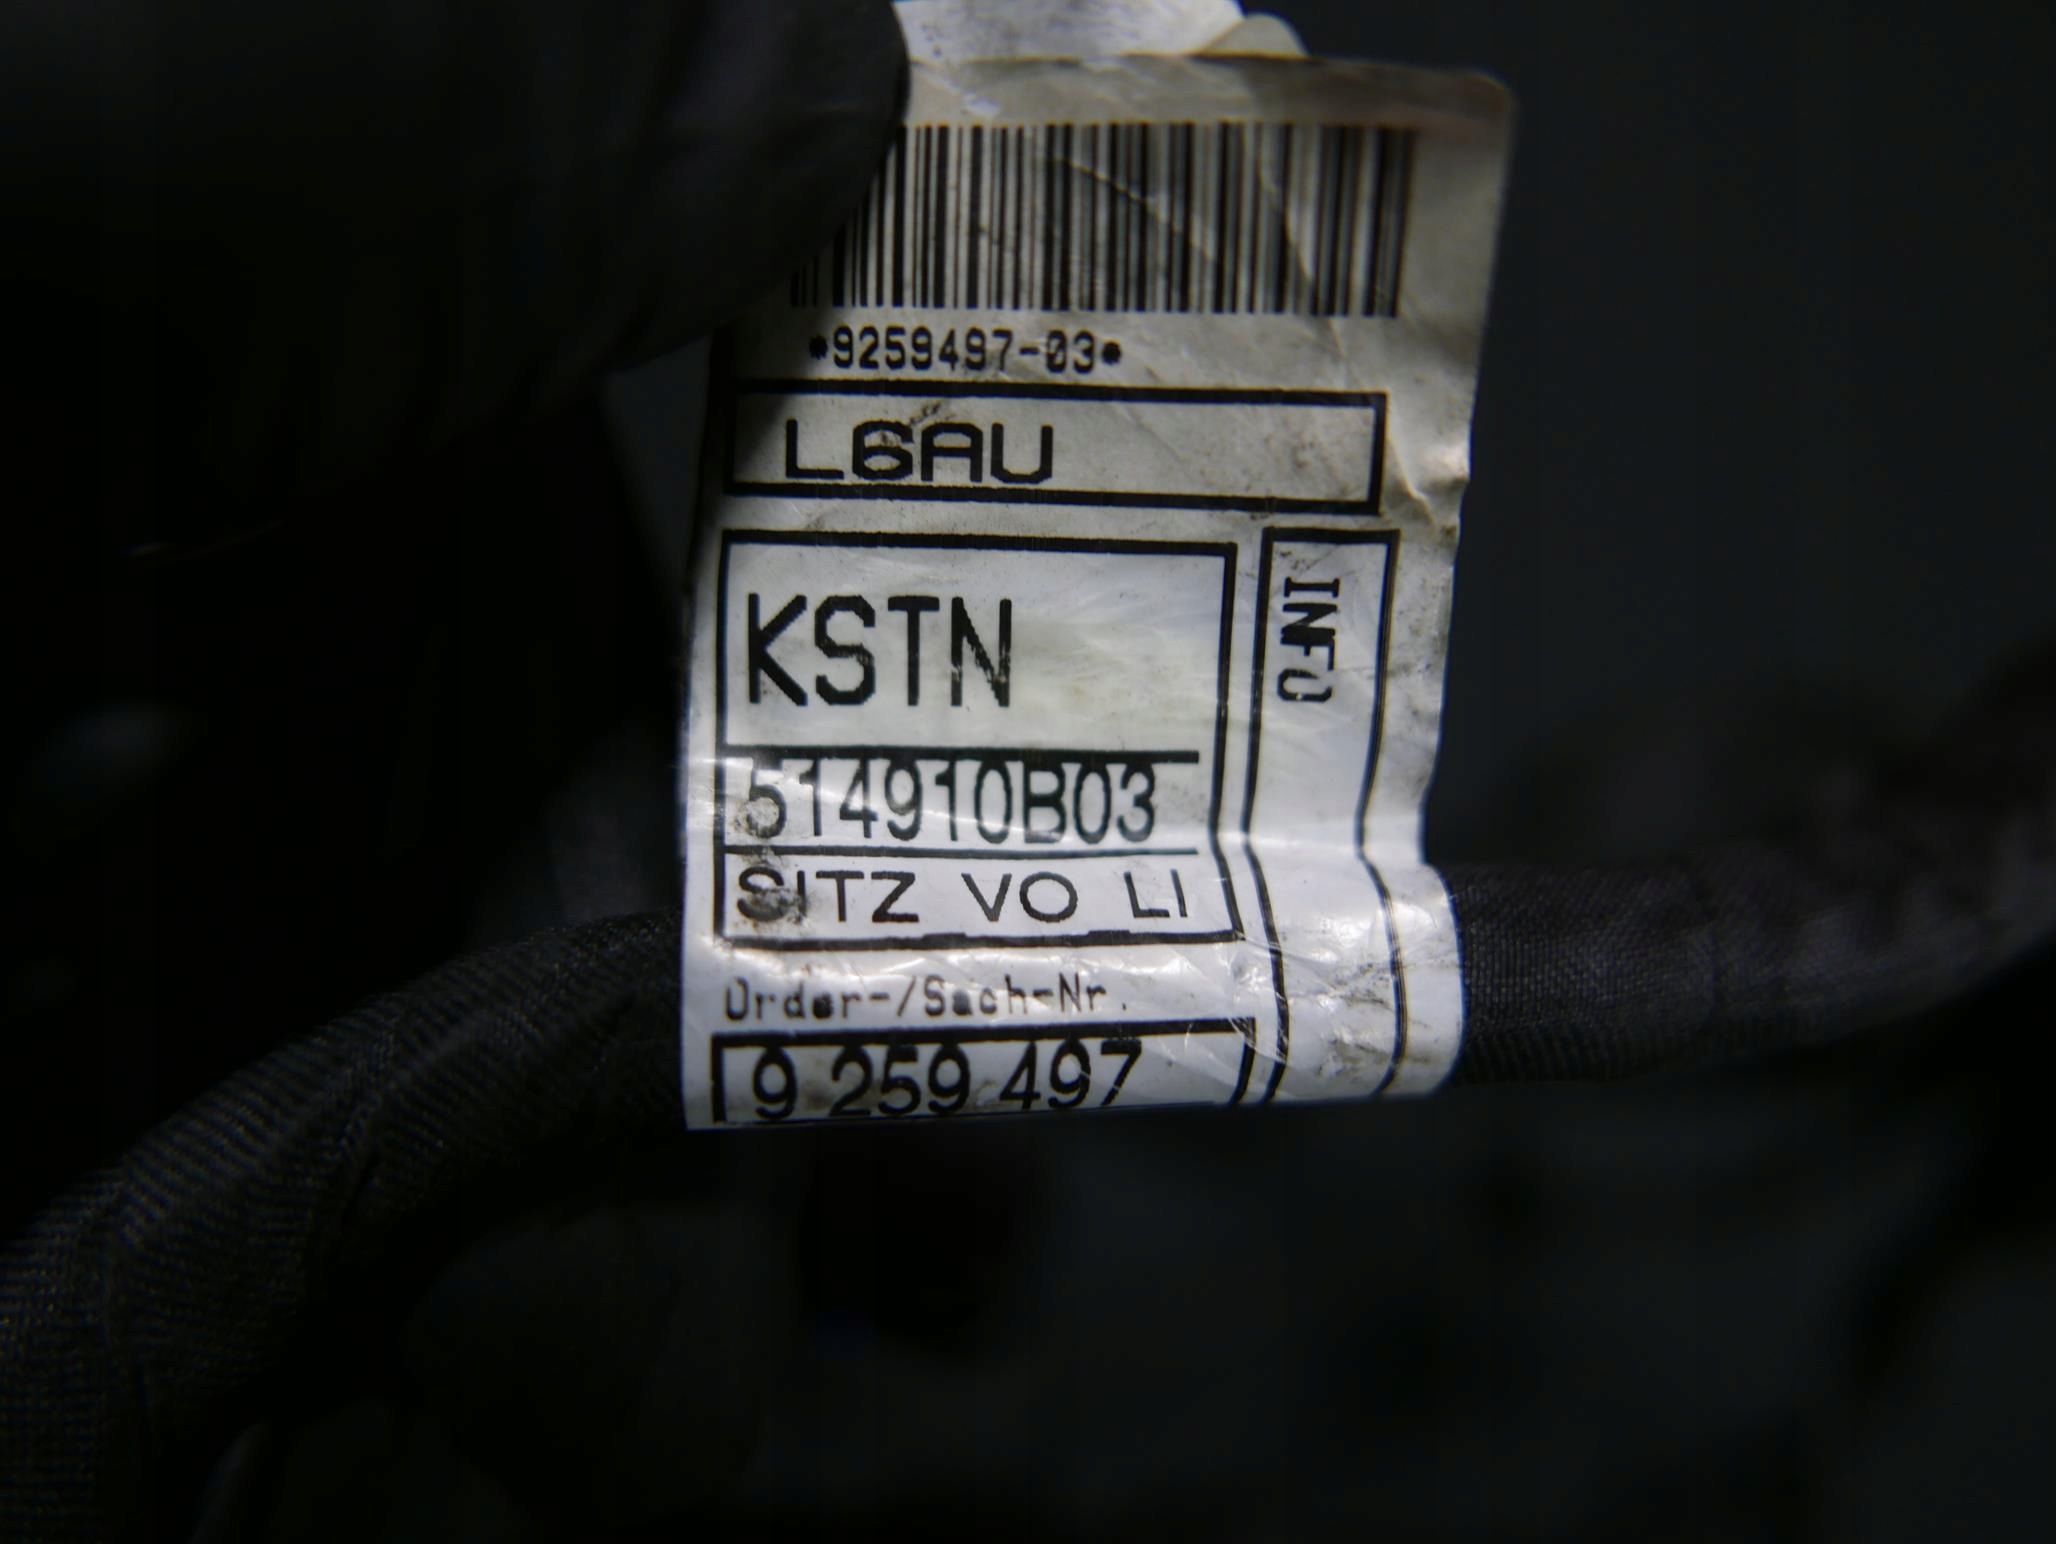 *9259497-03*
L6AU
KSTN
INFO
514910B03
SITZ VO LI
Order-/Sach-Nr.
9 259 497